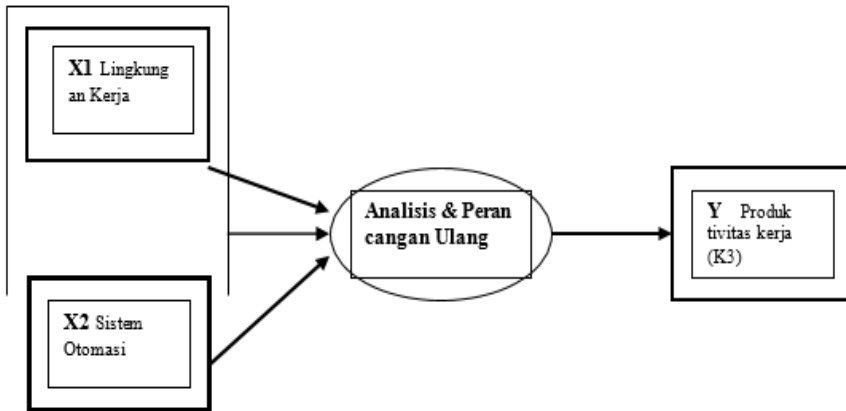 X1 Lingkung
an Kerja
X2 Sistem
Otomasi
Analisis & Peran
cangan Ulang
Y Produk
tivitas kerja
(K3)